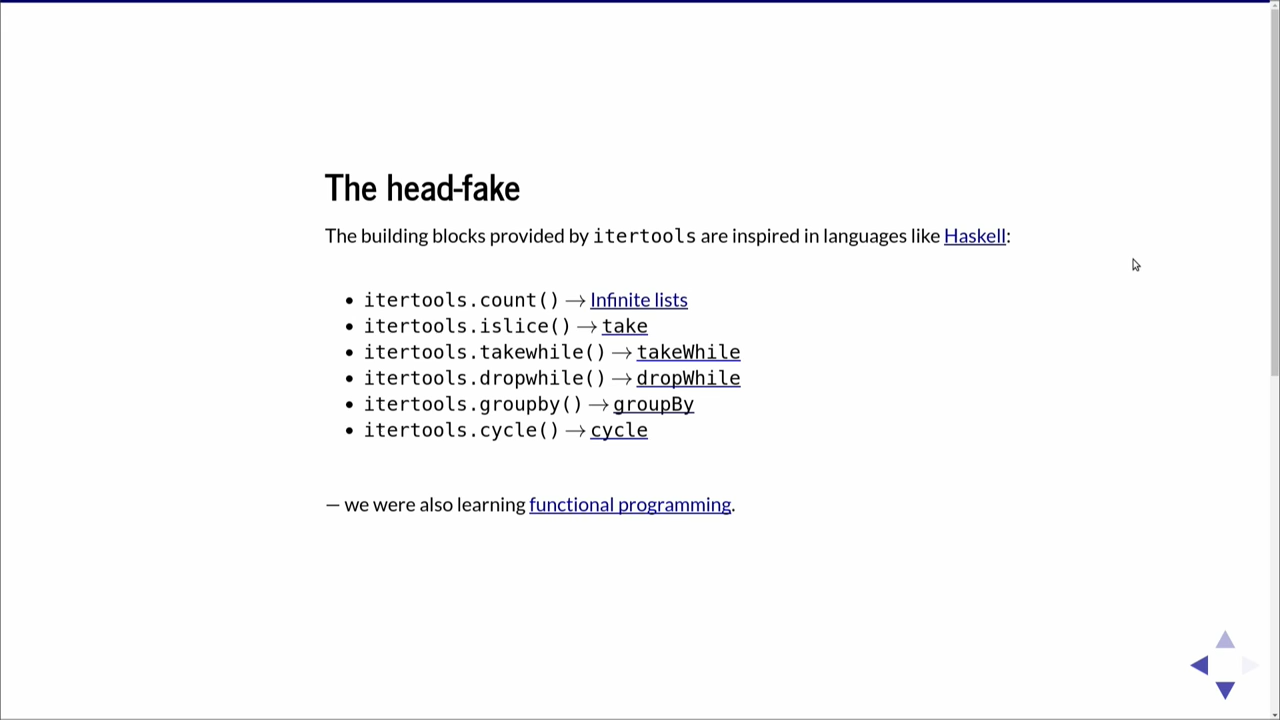 The head-fake
The building blocks provided by itertools are inspired in languages like Haskell:
• itertools.count() → Infinite lists
• itertools.islice() → take
• itertools.takewhile() → takeWhile
• itertools.dropwhile() → dropWhile
• itertools.groupby() → groupBy
• itertools.cycle() → cycle
— we were also learning functional programming.